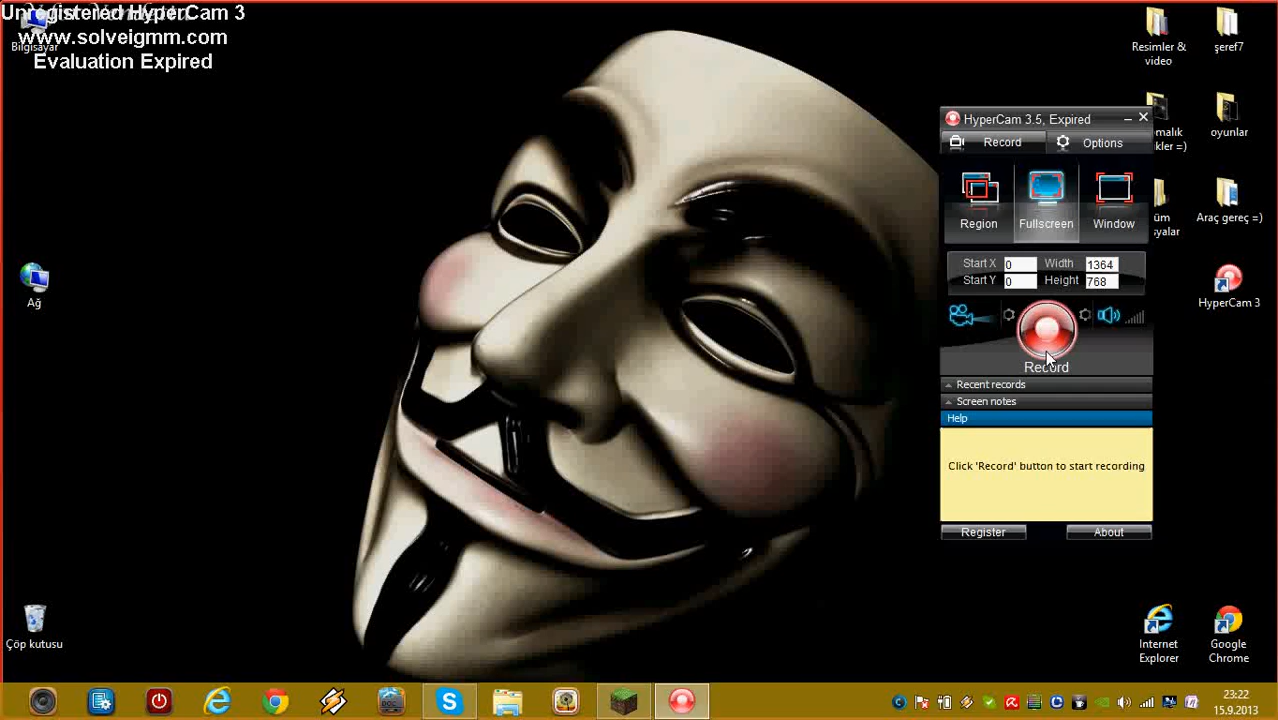 Unregistered HyperCam 3
www.solveigmm.com
Evaluation Expired
Bilgisayar
Ağ
Çöp kutusu
Resimler &
video
şeref7
oyunlar
Araç gereç =)
HyperCam 3
Internet
Explorer
Google
Chrome
HyperCam 3.5, Expired
Record
Options
Region
Fullscreen
Window
Start X
0
Width
1364
Start Y
0
Height
768
Record
Recent records
Screen notes
Help
Click 'Record' button to start recording
Register
About
DOC
23:22
15.9.2013